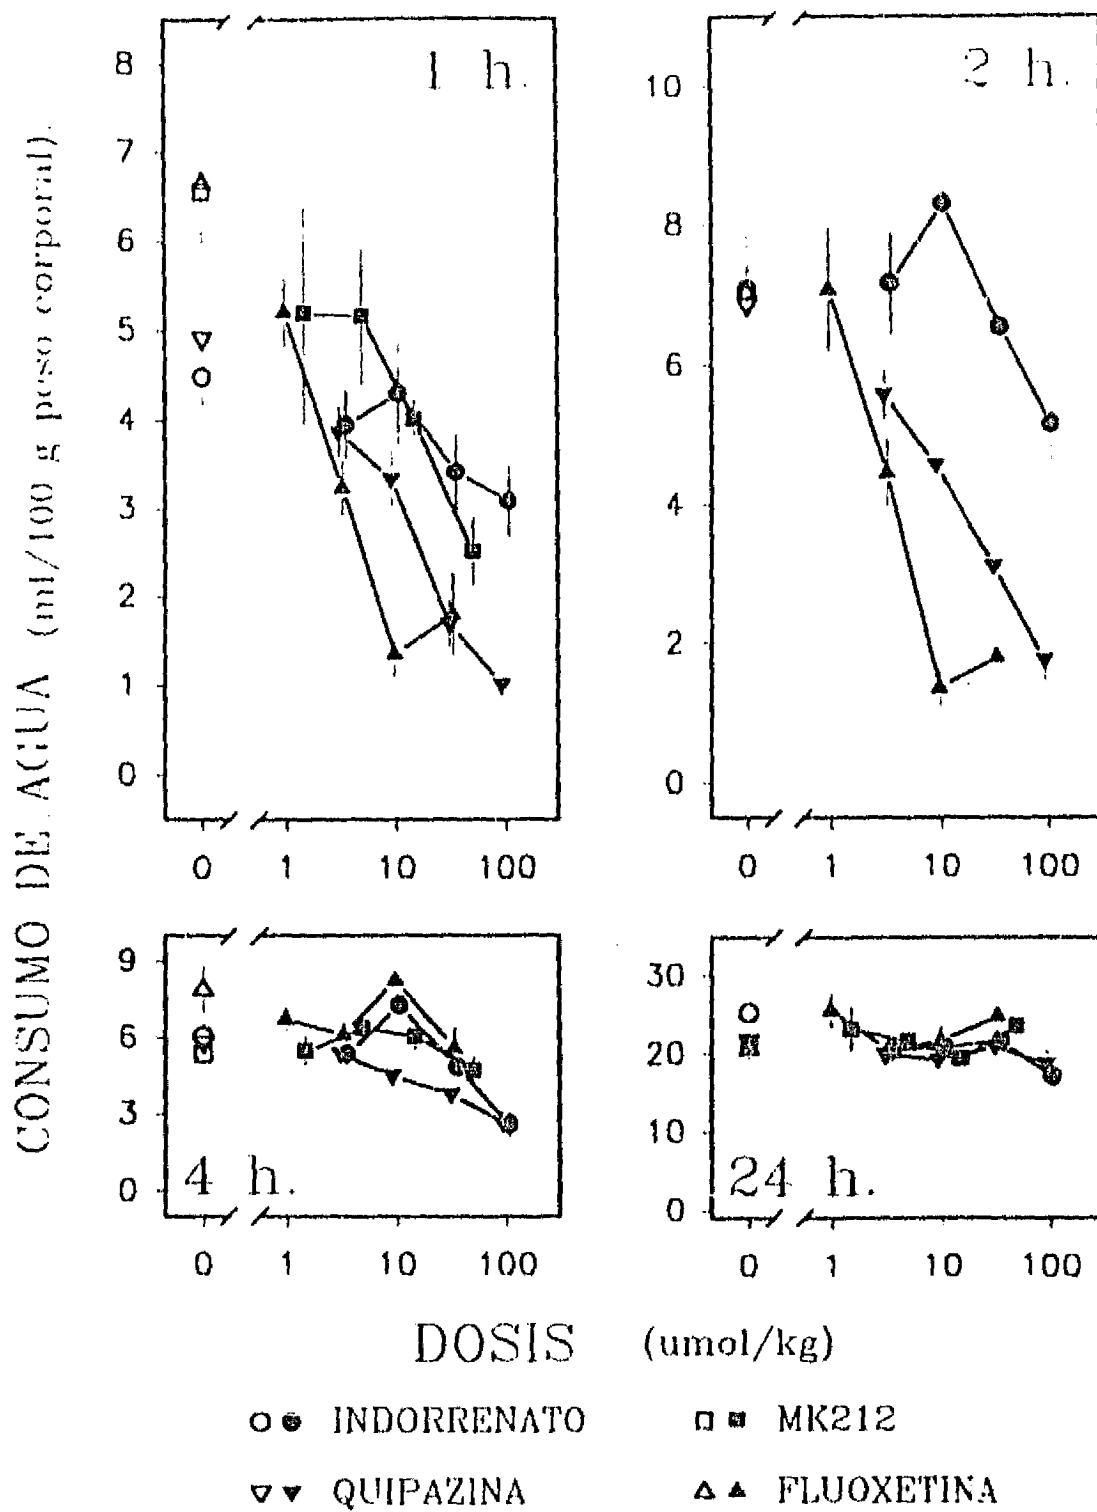 CONSUMO DE AGUA (ml/100 g peso corporal).
1 h.
8
7
6
5
4
3
2
1
0
0 1 10 100
2 h.
10
8
6
4
2
0
0 1 10 100
4 h.
9
6
3
0
0 1 10 100
24 h.
30
20
10
0
0 1 10 100
DOSIS (umol/kg)
INDORRENATO
MK212
QUIPAZINA
FLUOXETINA